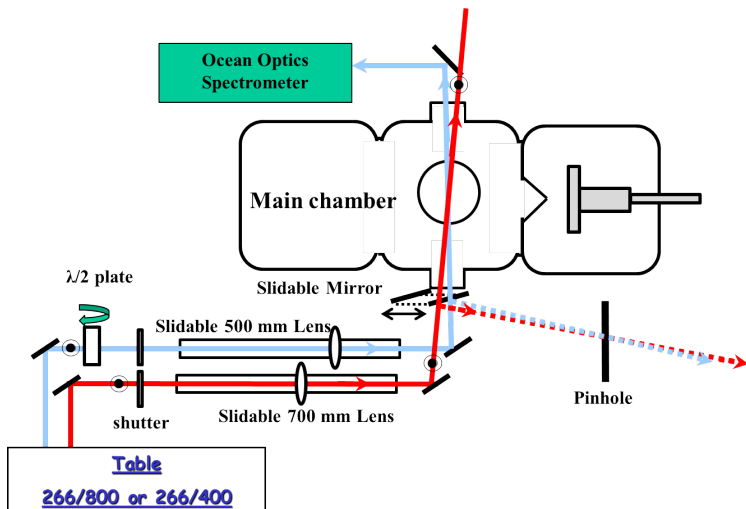 Ocean Optics
Spectrometer
Main chamber
Slidable Mirror
λ/2 plate
Slidable 500 mm Lens
Slidable 700 mm Lens
shutter
Pinhole
Table
266/800 or 266/400